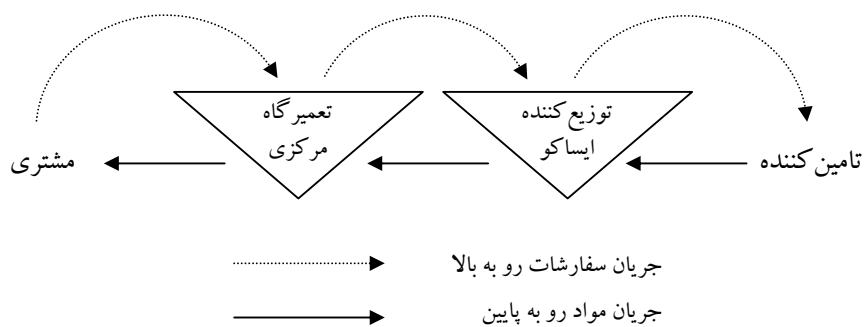 تعمیرگاه
مرکزی
توزیع‌کننده
ایساکو
مشتری
تامین‌کننده
جریان سفارشات رو به بالا
جریان مواد رو به پایین